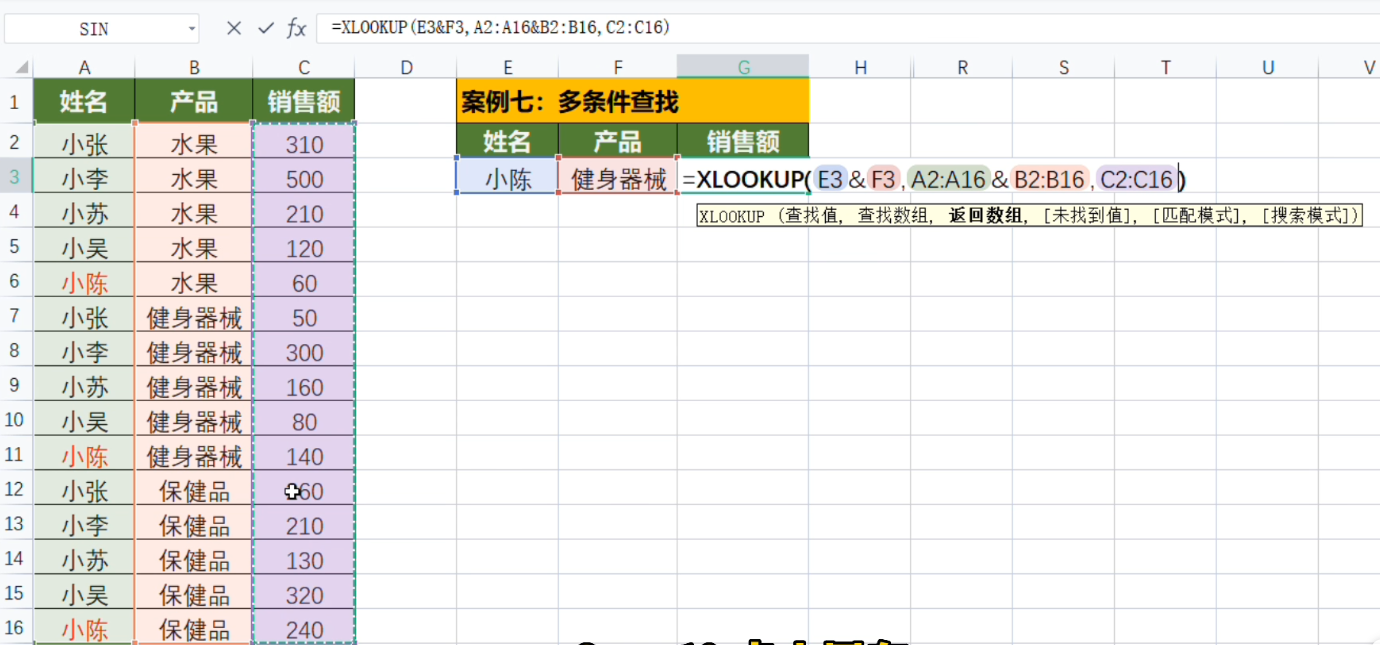 SIN fx =XLOOKUP(E3&F3,A2:A16&B2:B16,C2:C16)
A B C D E F G H I R S T U V
1 姓名 产品 销售额 案例七：多条件查找
2 小张 水果 310 姓名 产品 销售额
3 小李 水果 500 小陈 健身器械 =XLOOKUP(E3&F3,A2:A16&B2:B16,C2:C16)
XLOOKUP（查找值，查找数组，返回数组，[未找到值]，[匹配模式]，[搜索模式]）
4 小苏 水果 210
5 小吴 水果 120
6 小陈 水果 60
7 小张 健身器械 50
8 小李 健身器械 300
9 小苏 健身器械 160
10 小吴 健身器械 80
11 小陈 健身器械 140
12 小张 保健品 60
13 小李 保健品 210
14 小苏 保健品 130
15 小吴 保健品 320
16 小陈 保健品 240